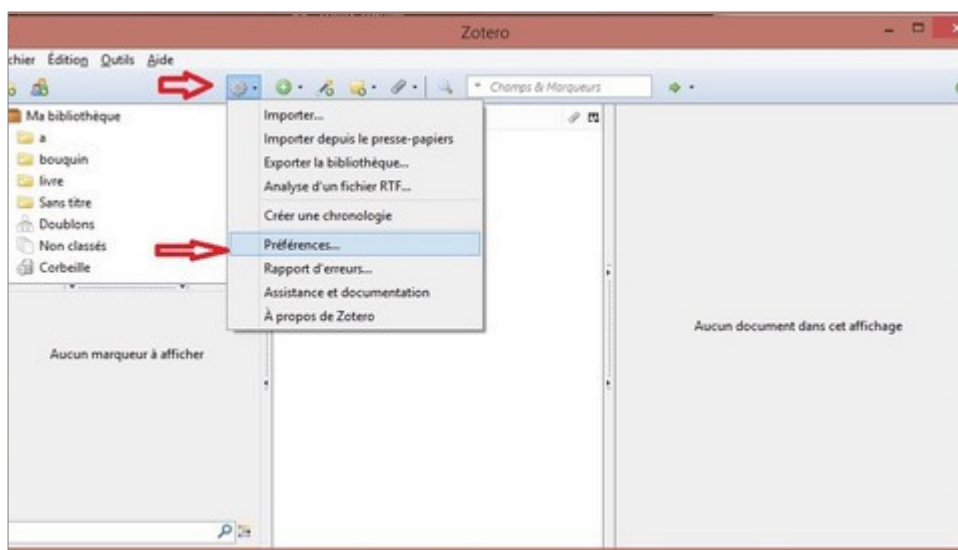 Zotero
chier Édition Outils Aide
Champs & Marqueurs
Ma bibliothèque
a
bouquin
livre
Sans titre
Doublons
Non classés
Corbeille
Importer...
Importer depuis le presse-papiers
Exporter la bibliothèque...
Analyse d'un fichier RTF...
Créer une chronologie
Préférences...
Rapport d'erreurs...
Assistance et documentation
À propos de Zotero
Aucun marqueur à afficher
Aucun document dans cet affichage